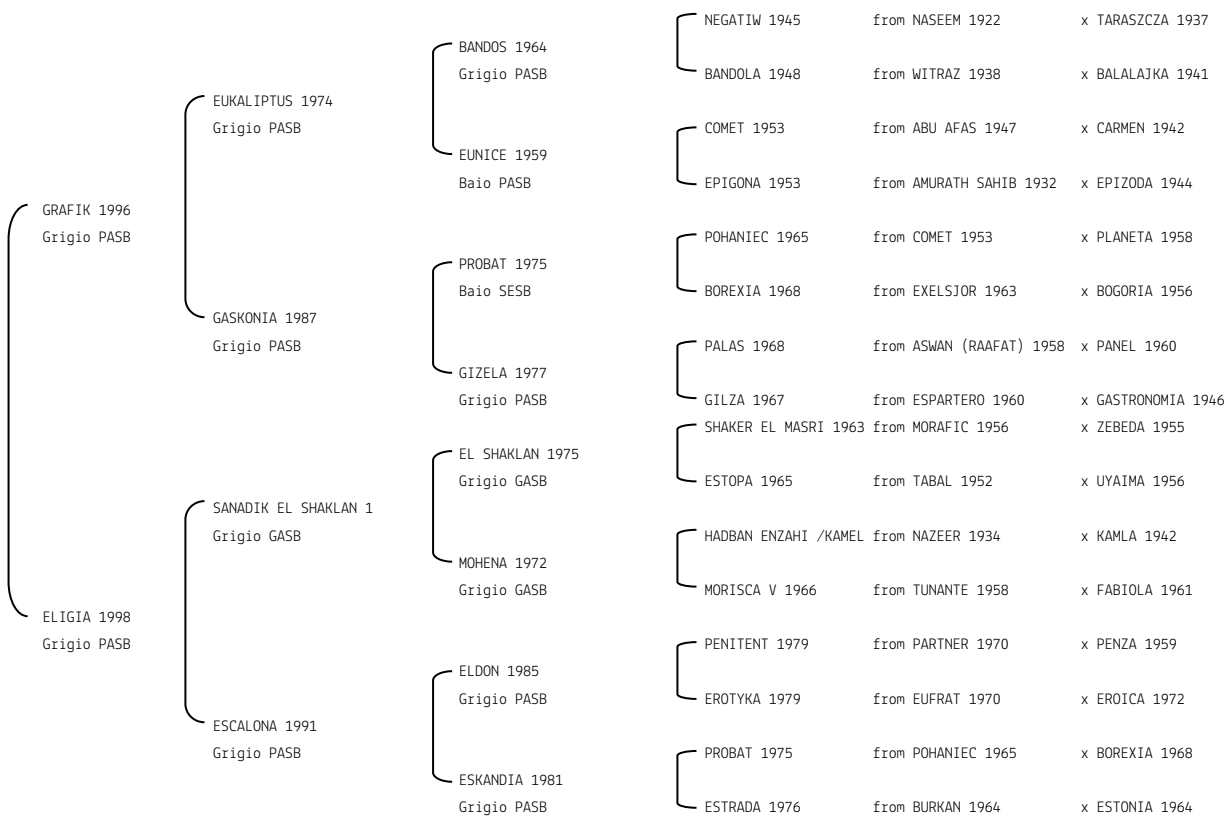 NEGATIW 1945 from NASEEM 1922 x TARASZCZA 1937
BANDOS 1964
Grigio PASB
BANDOLA 1948 from WITRAZ 1938 x BALALAJKA 1941
EUKALIPTUS 1974
Grigio PASB
COMET 1953 from ABU AFAS 1947 x CARMEN 1942
EUNICE 1959
Baio PASB
EPIGONA 1953 from AMURATH SAHIB 1932 x EPIZODA 1944
GRAFIK 1996
Grigio PASB
POHANIEC 1965 from COMET 1953 x PLANETA 1958
PROBAT 1975
Baio SESB
BOREXIA 1968 from EXELSJOR 1963 x BOGORIA 1956
GASKONIA 1987
Grigio PASB
PALAS 1968 from ASWAN (RAAFAT) 1958 x PANEL 1960
GIZELA 1977
Grigio PASB
GILZA 1967 from ESPARTERO 1960 x GASTRONOMIA 1946
SHAKER EL MASRI 1963 from MORAFIC 1956 x ZEBEDA 1955
EL SHAKLAN 1975
Grigio GASB
ESTOPA 1965 from TABAL 1952 x UYAIMA 1956
SANADIK EL SHAKLAN 1
Grigio GASB
HADBAN ENZAHI /KAMEL from NAZEER 1934 x KAMLA 1942
MOHENA 1972
Grigio GASB
MORISCA V 1966 from TUNANTE 1958 x FABIOLA 1961
ELIGIA 1998
Grigio PASB
PENITENT 1979 from PARTNER 1970 x PENZA 1959
ELDON 1985
Grigio PASB
EROTYKA 1979 from EUFRAT 1970 x EROICA 1972
ESCALONA 1991
Grigio PASB
PROBAT 1975 from POHANIEC 1965 x BOREXIA 1968
ESKANDIA 1981
Grigio PASB
ESTRADA 1976 from BURKAN 1964 x ESTONIA 1964